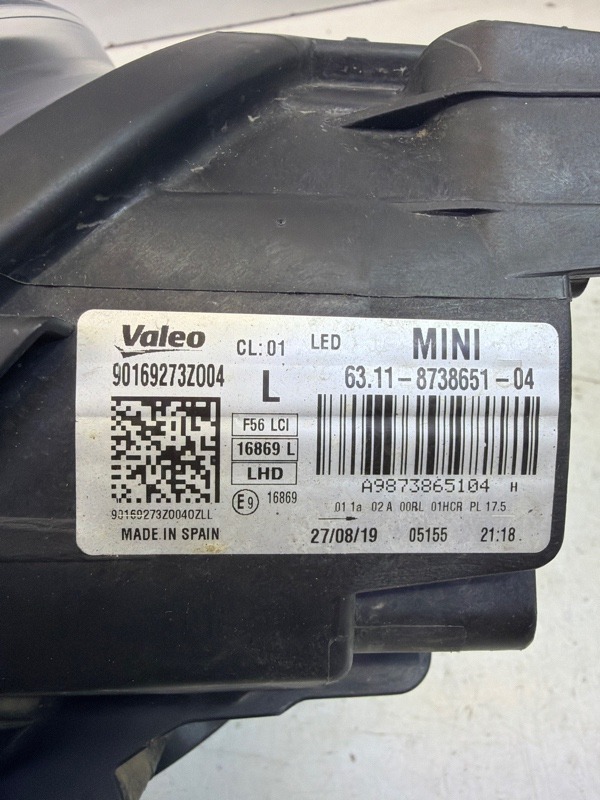 Valeo CL: 01 LED MINI
90169273Z004 L 63.11 - 8738651 - 04
F56 LCI
16869 L
LHD
A9873865104 H
E9 16869
01 1a 02 A 00RL 01HCR PL 17.5
90169273Z0040ZLL
MADE IN SPAIN 27/08/19 05155 21:18